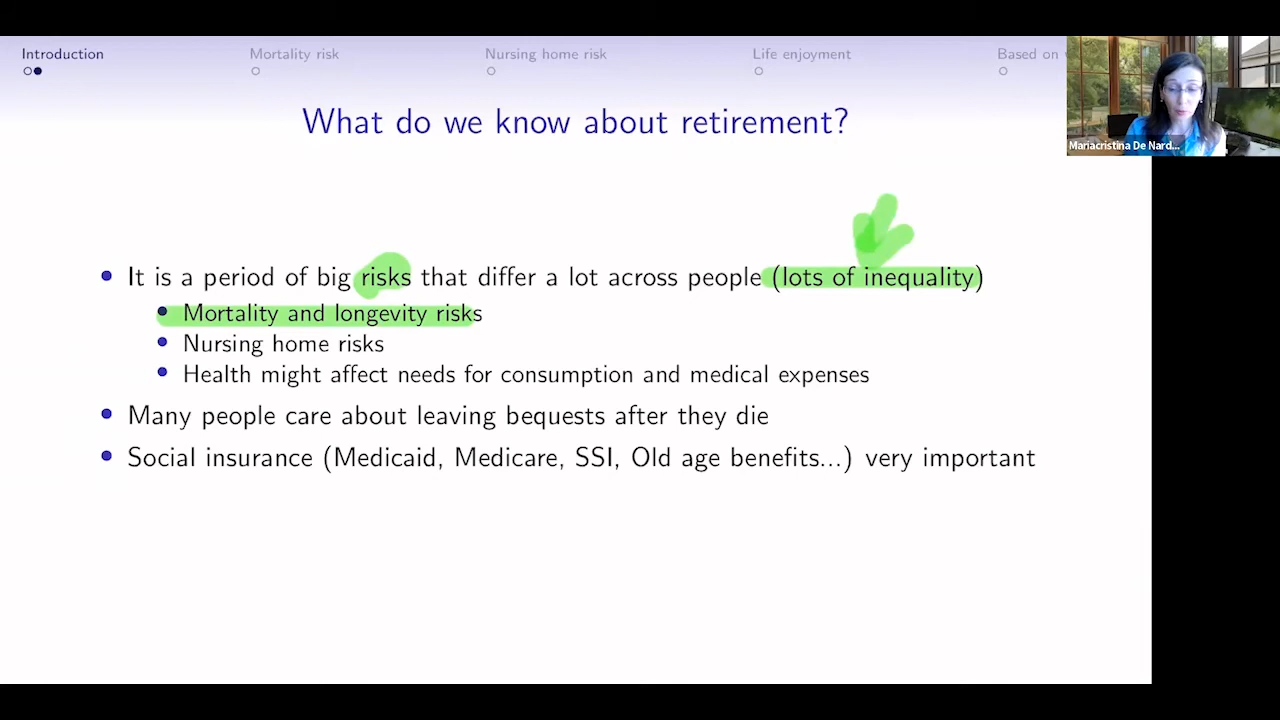 Introduction Mortality risk Nursing home risk Life enjoyment Based on
Mariacristina De Nard...
What do we know about retirement?
• It is a period of big risks that differ a lot across people (lots of inequality)
• Mortality and longevity risks
• Nursing home risks
• Health might affect needs for consumption and medical expenses
• Many people care about leaving bequests after they die
• Social insurance (Medicaid, Medicare, SSI, Old age benefits...) very important